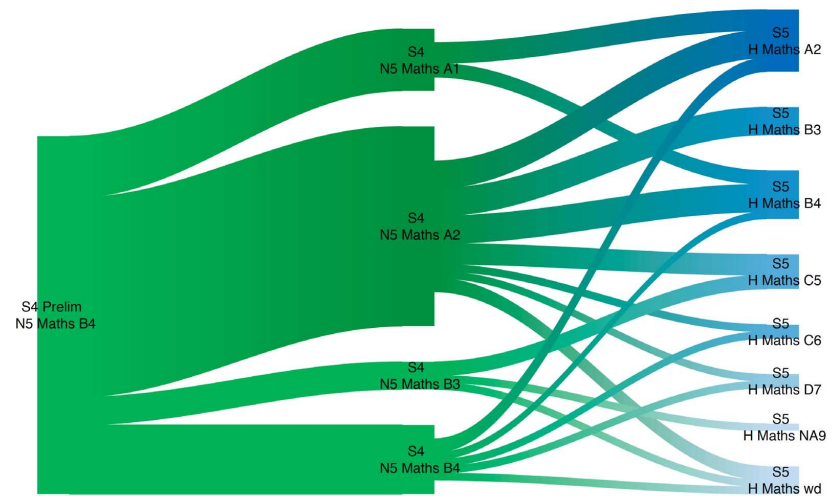 S4 Prelim
N5 Maths B4
S4
N5 Maths A1
S4
N5 Maths A2
S4
N5 Maths B3
S4
N5 Maths B4
S5
H Maths A2
S5
H Maths B3
S5
H Maths B4
S5
H Maths C5
S5
H Maths C6
S5
H Maths D7
S5
H Maths NA9
S5
H Maths wd